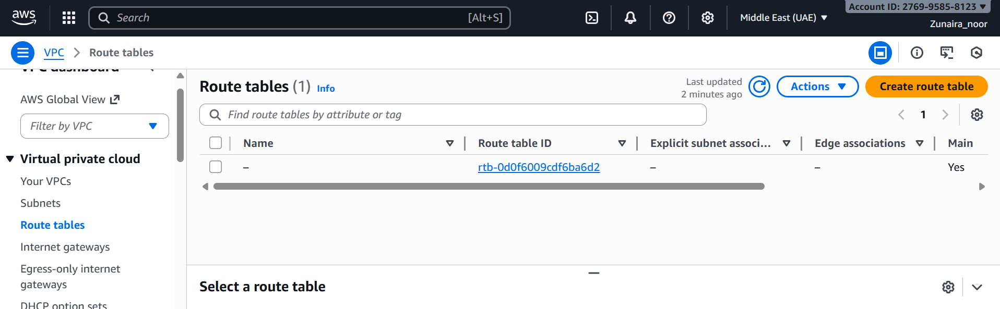 aws
Search
[Alt+S]
Middle East (UAE)
Account ID: 2769-9585-8123
Zunaira_noor
VPC
Route tables
VPC dashboard
AWS Global View
Filter by VPC
Virtual private cloud
Your VPCs
Subnets
Route tables
Internet gateways
Egress-only internet
gateways
DHCP option sets
Route tables (1) Info
Last updated
2 minutes ago
Actions
Create route table
Find route tables by attribute or tag
1
Name Route table ID Explicit subnet associ... Edge associations Main
– rtb-0d0f6009cdf6ba6d2 – – Yes
Select a route table